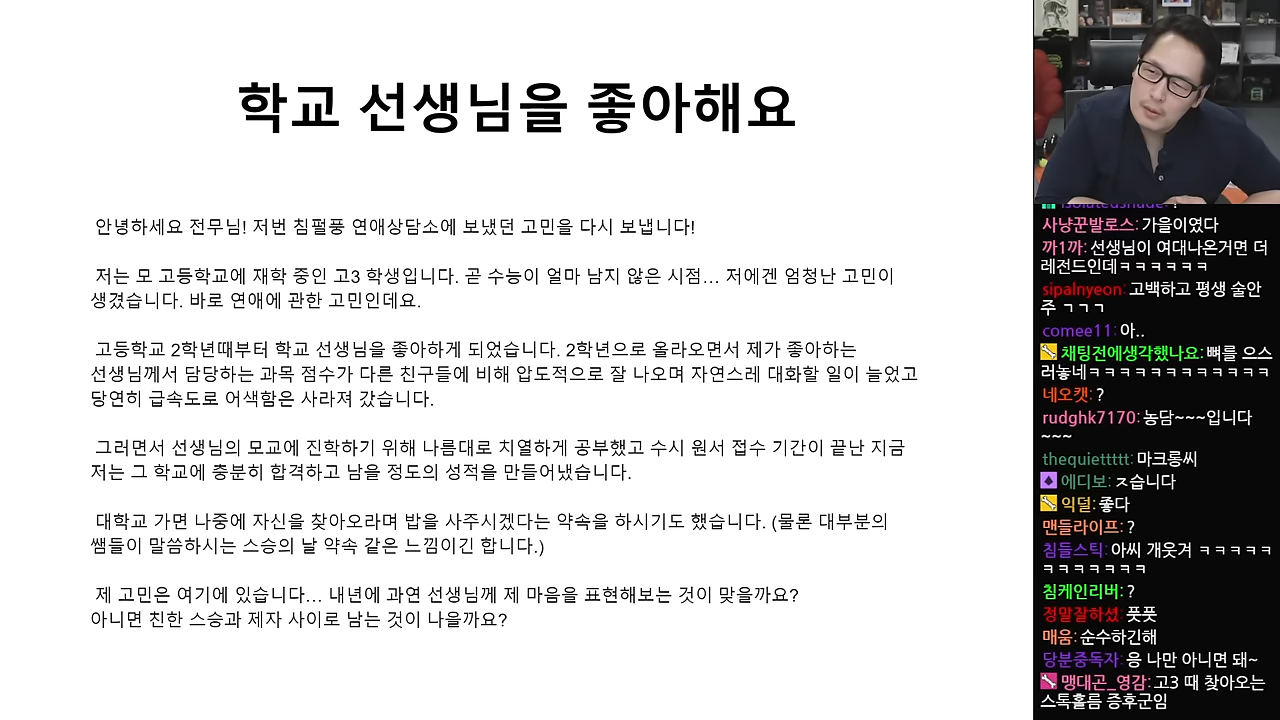 학교 선생님을 좋아해요
안녕하세요 전무님! 저번 침펄풍 연애상담소에 보냈던 고민을 다시 보냅니다!
저는 모 고등학교에 재학 중인 고3 학생입니다. 곧 수능이 얼마 남지 않은 시점... 저에겐 엄청난 고민이
생겼습니다. 바로 연애에 관한 고민인데요.
고등학교 2학년때부터 학교 선생님을 좋아하게 되었습니다. 2학년으로 올라오면서 제가 좋아하는
선생님께서 담당하는 과목 점수가 다른 친구들에 비해 압도적으로 잘 나오며 자연스레 대화할 일이 늘었고
당연히 급속도로 어색함은 사라져 갔습니다.
그러면서 선생님의 모교에 진학하기 위해 나름대로 치열하게 공부했고 수시 원서 접수 기간이 끝난 지금
저는 그 학교에 충분히 합격하고 남을 정도의 성적을 만들어냈습니다.
대학교 가면 나중에 자신을 찾아오라며 밥을 사주시겠다는 약속을 하시기도 했습니다. (물론 대부분의
쌤들이 말씀하시는 스승의 날 약속 같은 느낌이긴 합니다.)
제 고민은 여기에 있습니다... 내년에 과연 선생님께 제 마음을 표현해보는 것이 맞을까요?
아니면 친한 스승과 제자 사이로 남는 것이 나을까요?
isolatedshade: ?
사냥꾼발로스: 가을이였다
까1까: 선생님이 여대나온거면 더
레전드인데ㅋㅋㅋㅋㅋㅋ
sipalnyeon: 고백하고 평생 술안
주 ㄱㄱㄱ
comee11: 아..
채팅전에생각했나요: 뼈를 으스
러놓네ㅋㅋㅋㅋㅋㅋㅋㅋㅋㅋㅋㅋ
네오캣: ?
rudghk7170: 농담~~~입니다
~~~
thequiettttt: 마크롱씨
에디보: ㅈ습니다
익덜: 좋다
맨들라이프: ?
침들스틱: 아씨 개웃겨 ㅋㅋㅋㅋㅋ
ㅋㅋㅋㅋㅋㅋㅋ
침케인리버: ?
정말잘하셨: 풋풋
매움: 순수하긴해
당분중독자: 응 나만 아니면 돼~
맹대곤_영감: 고3 때 찾아오는
스톡홀름 증후군임